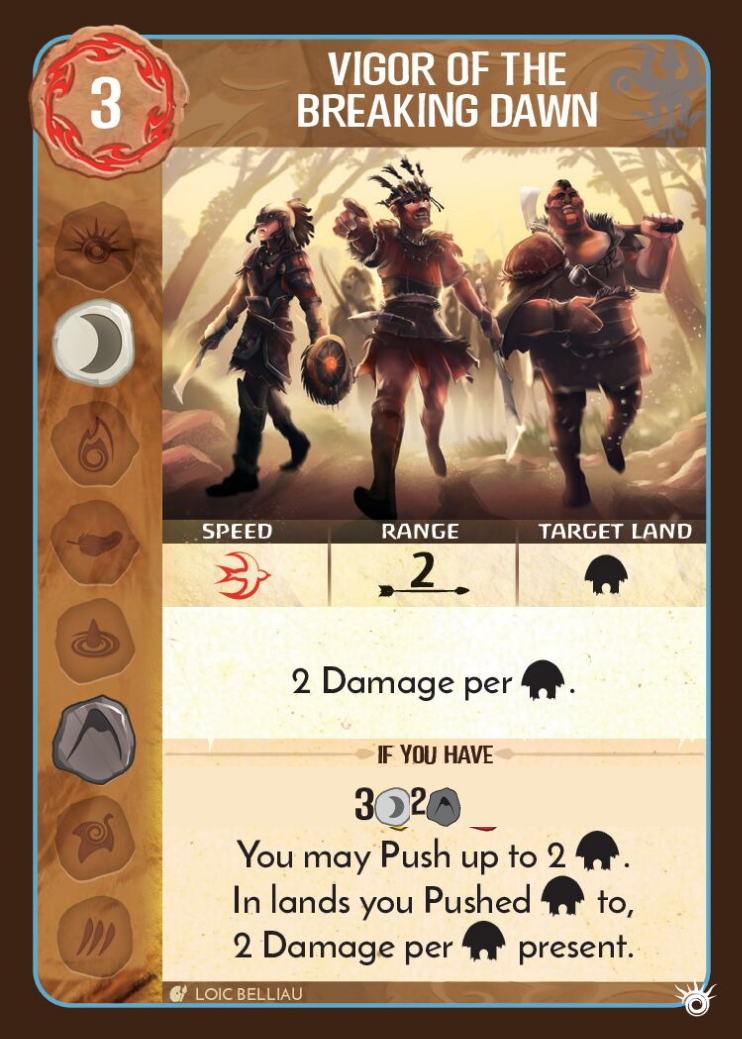 3
VIGOR OF THE
BREAKING DAWN
SPEED RANGE TARGET LAND
2
2 Damage per .
IF YOU HAVE
3 2
You may Push up to 2 .
In lands you Pushed to,
2 Damage per present.
LOIC BELLIAU